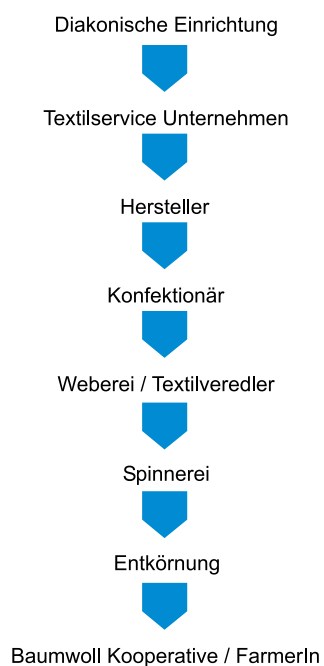 Diakonische Einrichtung
Textilservice Unternehmen
Hersteller
Konfektionär
Weberei / Textilveredler
Spinnerei
Entkörnung
Baumwoll Kooperative / FarmerIn